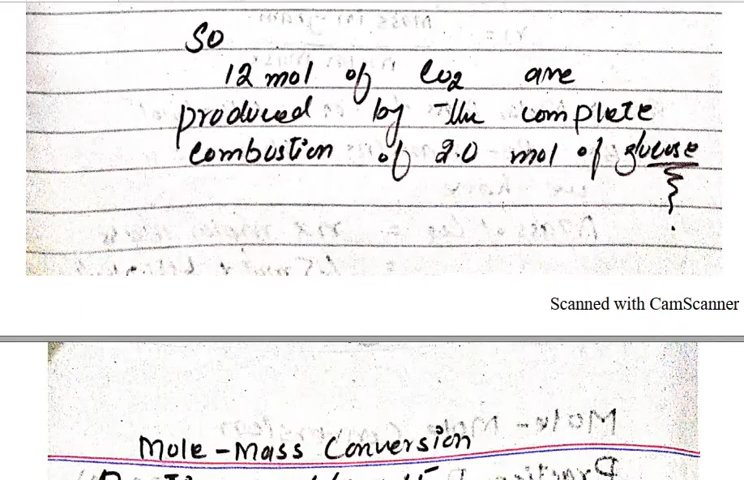 So
12 mol of CO2 are
produced by the complete
combustion of 2.0 mol of glucose
Scanned with CamScanner
Mole-Mass Conversion